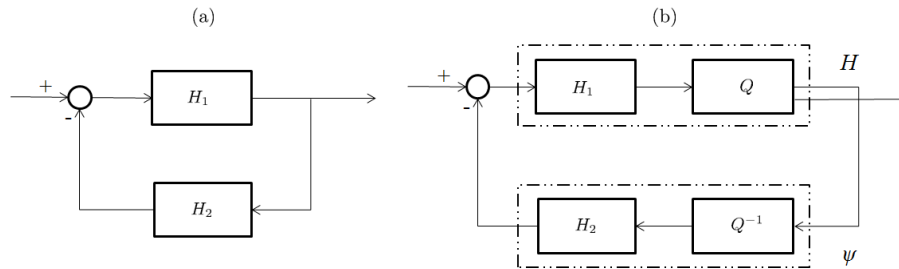 (a)
+
-
H₁
H₂
(b)
+
-
H₁
Q
H
H₂
Q⁻¹
ψ